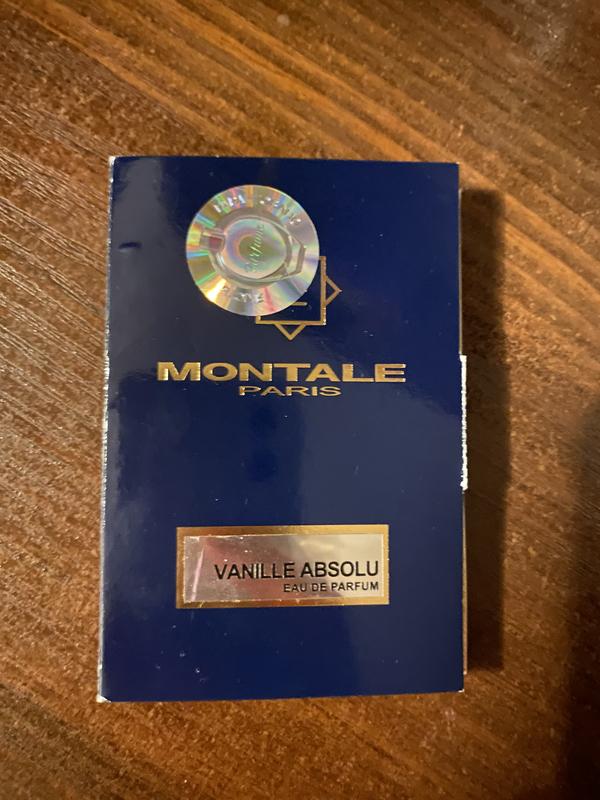 MONTALE
PARIS
VANILLE ABSOLU
EAU DE PARFUM